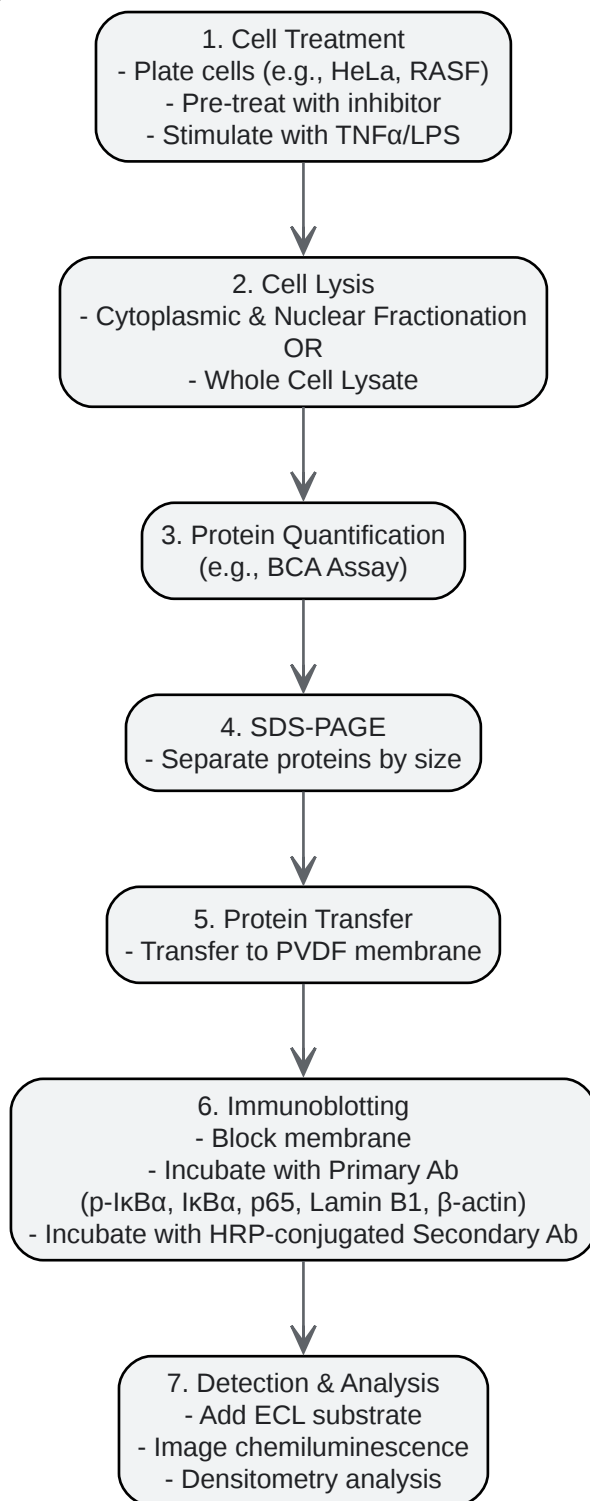 1. Cell Treatment
- Plate cells (e.g., HeLa, RASF)
- Pre-treat with inhibitor
- Stimulate with TNFα/LPS
2. Cell Lysis
- Cytoplasmic & Nuclear Fractionation
OR
- Whole Cell Lysate
3. Protein Quantification
(e.g., BCA Assay)
4. SDS-PAGE
- Separate proteins by size
5. Protein Transfer
- Transfer to PVDF membrane
6. Immunoblotting
- Block membrane
- Incubate with Primary Ab
(p-IκBα, IκBα, p65, Lamin B1, β-actin)
- Incubate with HRP-conjugated Secondary Ab
7. Detection & Analysis
- Add ECL substrate
- Image chemiluminescence
- Densitometry analysis